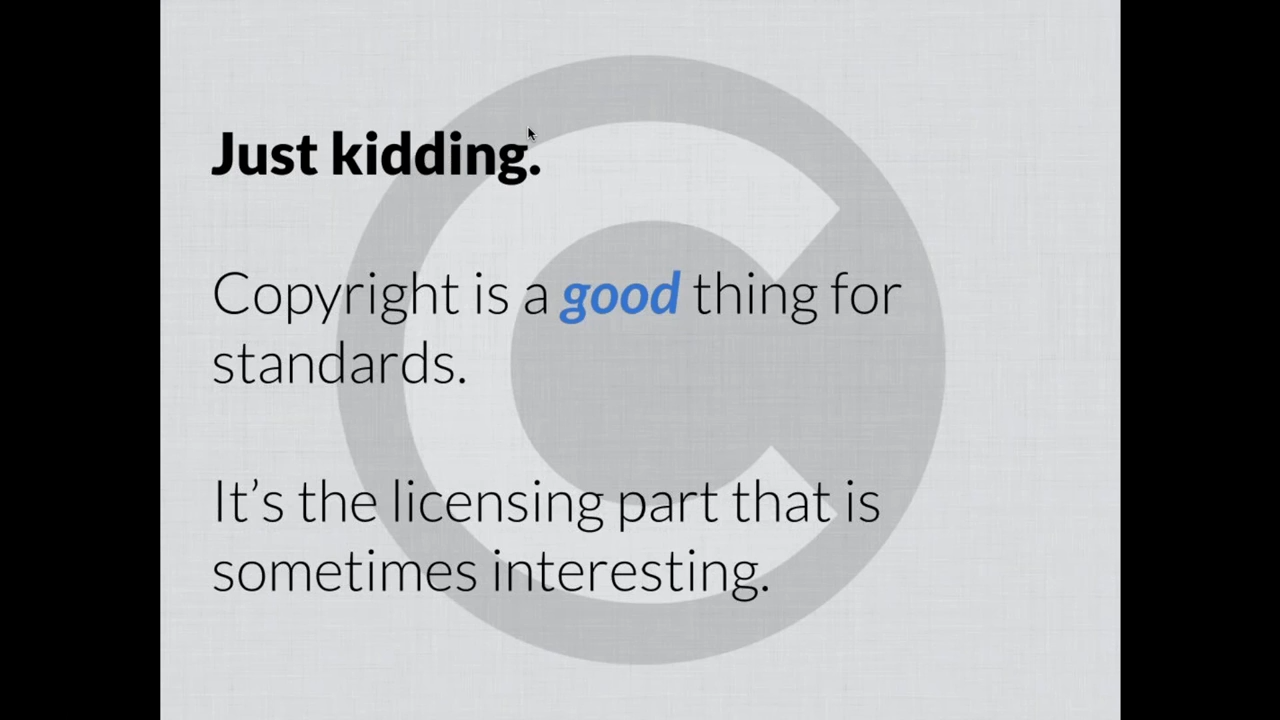 Just kidding.
Copyright is a good thing for
standards.
It’s the licensing part that is
sometimes interesting.